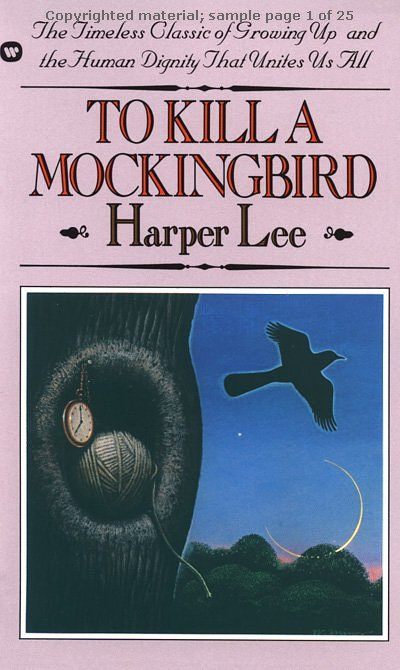 Copyrighted material; sample page 1 of 25
The Timeless Classic of Growing Up and
the Human Dignity That Unites Us All
TO KILL A
MOCKINGBIRD
Harper Lee